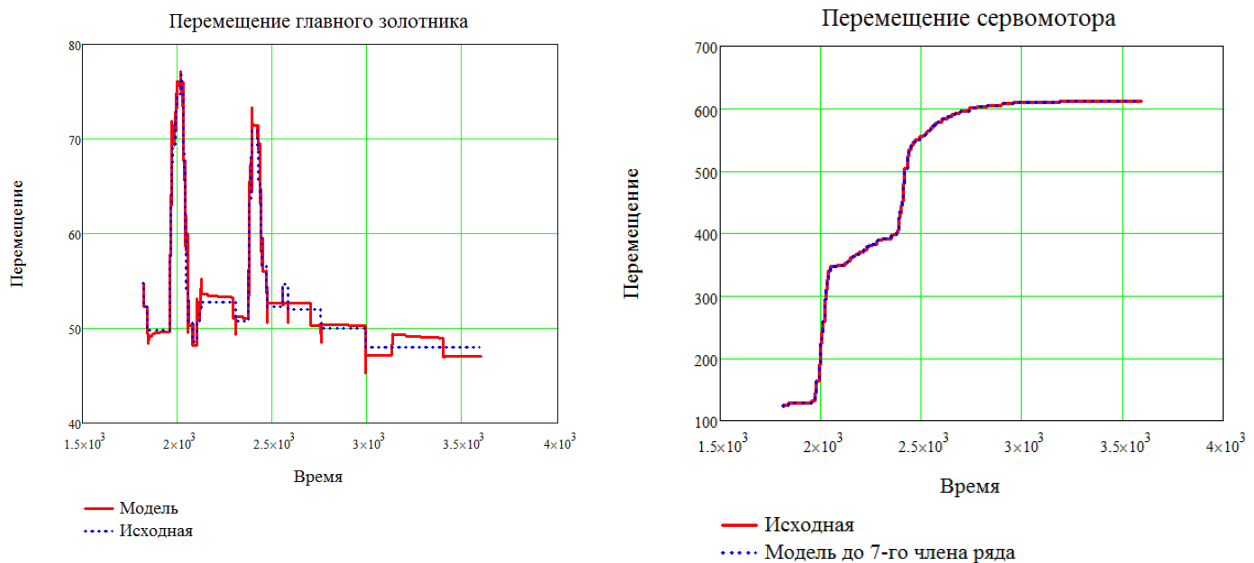 Перемещение главного золотника
80
70
60
50
40
1.5×10³
2×10³
2.5×10³
3×10³
3.5×10³
4×10³
Перемещение
Время
Модель
Исходная
Перемещение сервомотора
700
600
500
400
300
200
100
1.5×10³
2×10³
2.5×10³
3×10³
3.5×10³
4×10³
Перемещение
Время
Исходная
Модель до 7-го члена ряда